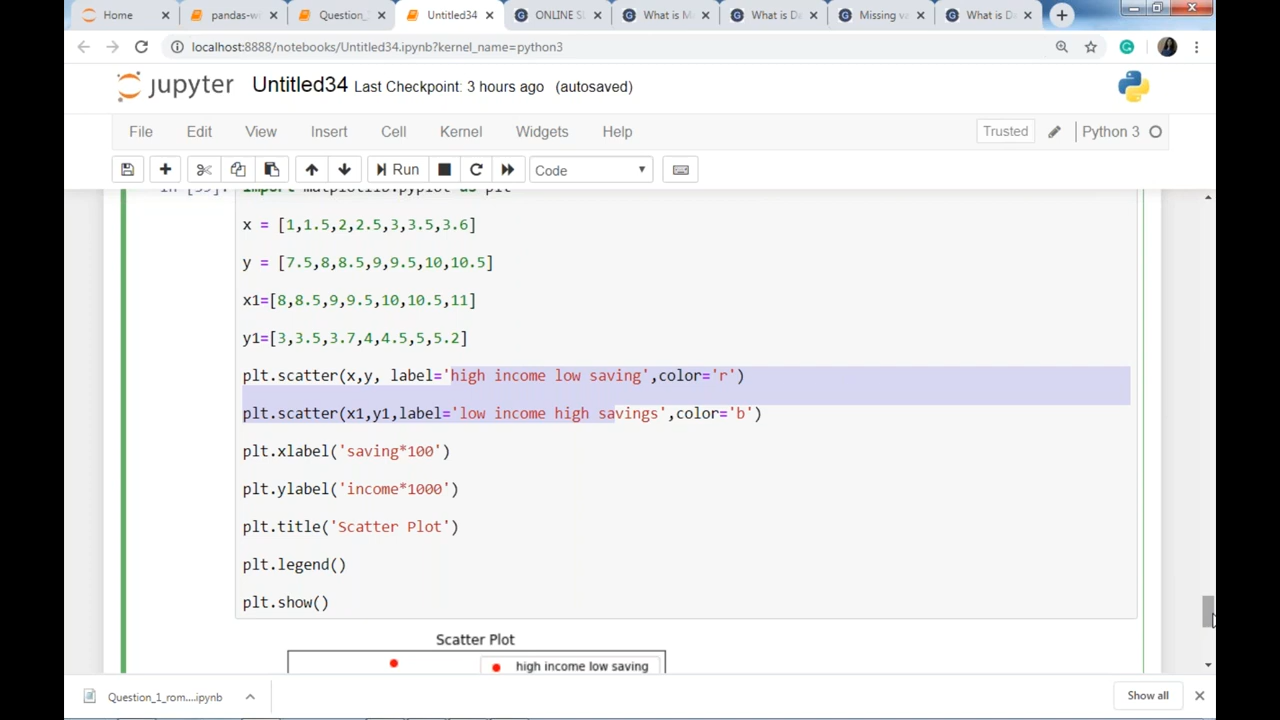 Home
pandas-w
Question_
Untitled34
ONLINE S
What is M
What is De
Missing va
What is De
localhost:8888/notebooks/Untitled34.ipynb?kernel_name=python3
jupyter Untitled34 Last Checkpoint: 3 hours ago (autosaved)
File Edit View Insert Cell Kernel Widgets Help Trusted Python 3
Run Code
import matplotlib.pyplot as plt
x = [1,1.5,2,2.5,3,3.5,3.6]
y = [7.5,8,8.5,9,9.5,10,10.5]
x1=[8,8.5,9,9.5,10,10.5,11]
y1=[3,3.5,3.7,4,4.5,5,5.2]
plt.scatter(x,y, label='high income low saving',color='r')
plt.scatter(x1,y1,label='low income high savings',color='b')
plt.xlabel('saving*100')
plt.ylabel('income*1000')
plt.title('Scatter Plot')
plt.legend()
plt.show()
Scatter Plot
high income low saving
Question_1_rom....ipynb
Show all